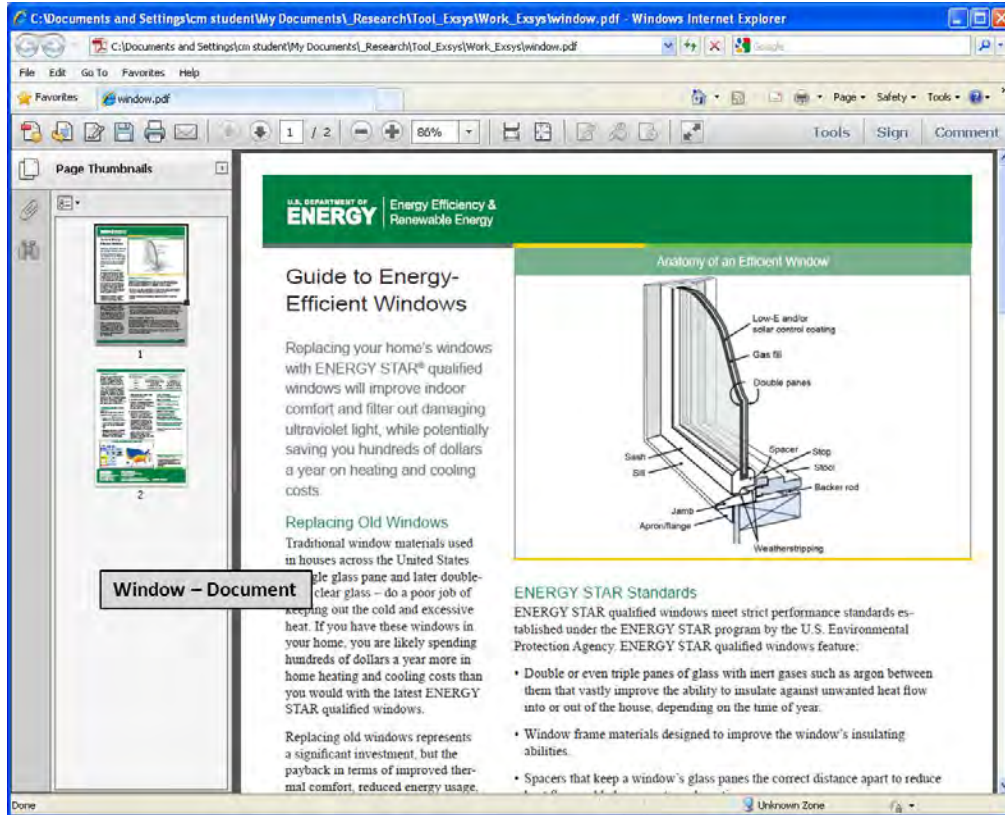 C:\Documents and Settings\cm student\My Documents\_Research\Tool_Exsys\Work_Exsys\window.pdf - Windows Internet Explorer
C:\Documents and Settings\cm student\My Documents\_Research\Tool_Exsys\Work_Exsys\window.pdf
Google
File Edit Go To Favorites Help
Favorites window.pdf
Page Safety Tools
1 / 2 86% Tools Sign Comment
Page Thumbnails
1
2
U.S. DEPARTMENT OF
ENERGY
Energy Efficiency &
Renewable Energy
Guide to Energy-
Efficient Windows
Replacing your home's windows
with ENERGY STAR® qualified
windows will improve indoor
comfort and filter out damaging
ultraviolet light, while potentially
saving you hundreds of dollars
a year on heating and cooling
costs.
Replacing Old Windows
Traditional window materials used
in houses across the United States
gle glass pane and later double-
clear glass – do a poor job of
keeping out the cold and excessive
heat. If you have these windows in
your home, you are likely spending
hundreds of dollars a year more in
home heating and cooling costs than
you would with the latest ENERGY
STAR qualified windows.
Replacing old windows represents
a significant investment, but the
payback in terms of improved ther-
mal comfort, reduced energy usage,
Window – Document
Anatomy of an Efficient Window
Low-E and/or
solar control coating
Gas fill
Double panes
Spacer
Stop
Stool
Sash
Sill
Backer rod
Jamb
Apron/flange
Weatherstripping
ENERGY STAR Standards
ENERGY STAR qualified windows meet strict performance standards es-
tablished under the ENERGY STAR program by the U.S. Environmental
Protection Agency. ENERGY STAR qualified windows feature:
• Double or even triple panes of glass with inert gases such as argon between
them that vastly improve the ability to insulate against unwanted heat flow
into or out of the house, depending on the time of year.
• Window frame materials designed to improve the window's insulating
abilities.
• Spacers that keep a window's glass panes the correct distance apart to reduce
Done
Unknown Zone